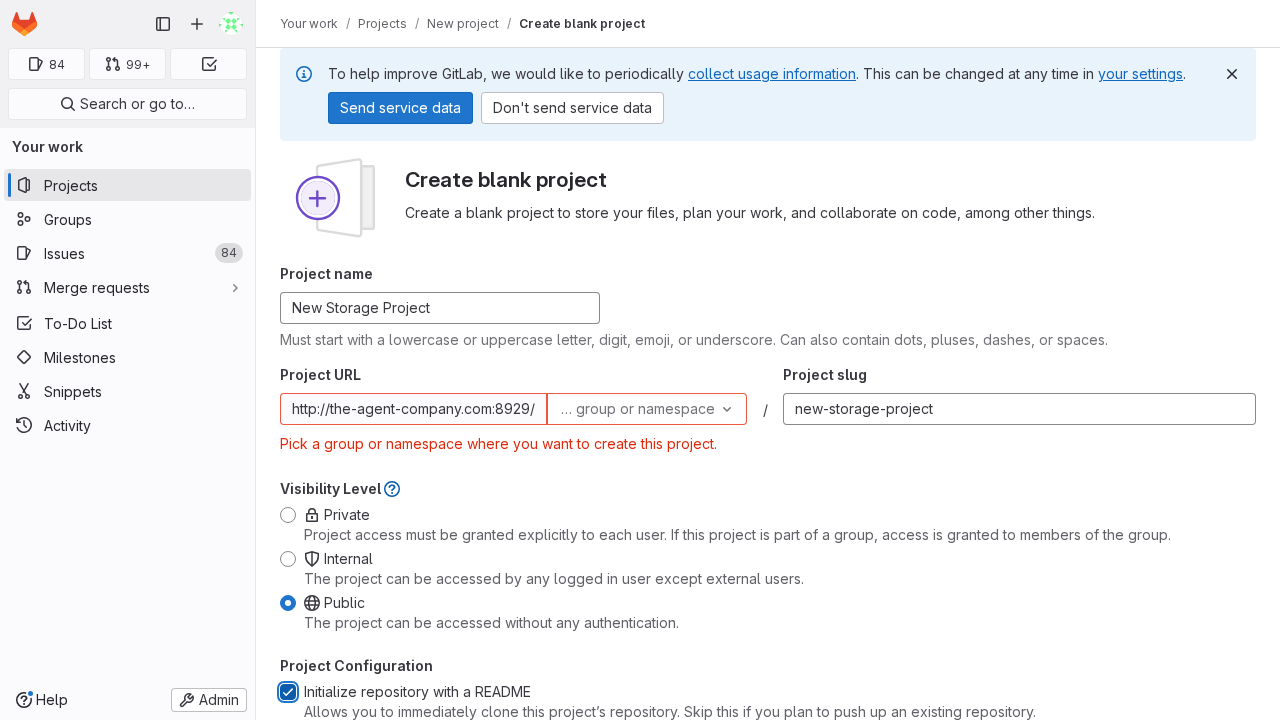 Your work / Projects / New project / Create blank project
84
99+
Search or go to…
Your work
Projects
Groups
Issues 84
Merge requests
To-Do List
Milestones
Snippets
Activity
Help
Admin
To help improve GitLab, we would like to periodically collect usage information. This can be changed at any time in your settings.
Send service data
Don't send service data
Create blank project
Create a blank project to store your files, plan your work, and collaborate on code, among other things.
Project name
New Storage Project
Must start with a lowercase or uppercase letter, digit, emoji, or underscore. Can also contain dots, pluses, dashes, or spaces.
Project URL
http://the-agent-company.com:8929/
… group or namespace
/
Project slug
new-storage-project
Pick a group or namespace where you want to create this project.
Visibility Level
Private
Project access must be granted explicitly to each user. If this project is part of a group, access is granted to members of the group.
Internal
The project can be accessed by any logged in user except external users.
Public
The project can be accessed without any authentication.
Project Configuration
Initialize repository with a README
Allows you to immediately clone this project’s repository. Skip this if you plan to push up an existing repository.